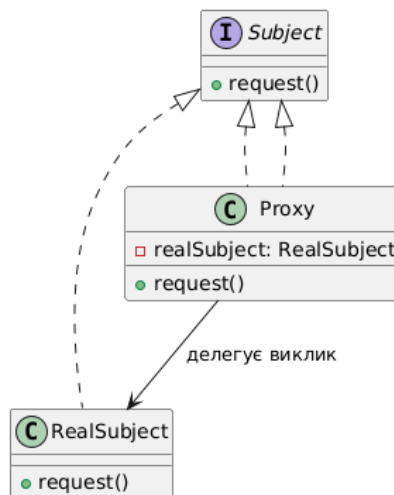 I Subject
+ request()
C Proxy
realSubject: RealSubject
request()
делегує виклик
C RealSubject
request()